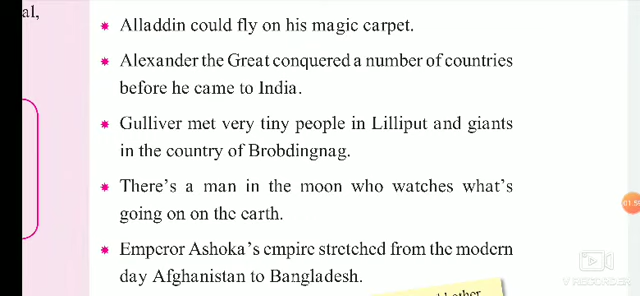 al,
* Alladdin could fly on his magic carpet.
* Alexander the Great conquered a number of countries
before he came to India.
* Gulliver met very tiny people in Lilliput and giants
in the country of Brobdingnag.
* There's a man in the moon who watches what's
going on on the earth.
* Emperor Ashoka's empire stretched from the modern
day Afghanistan to Bangladesh.
other
V RECORDER